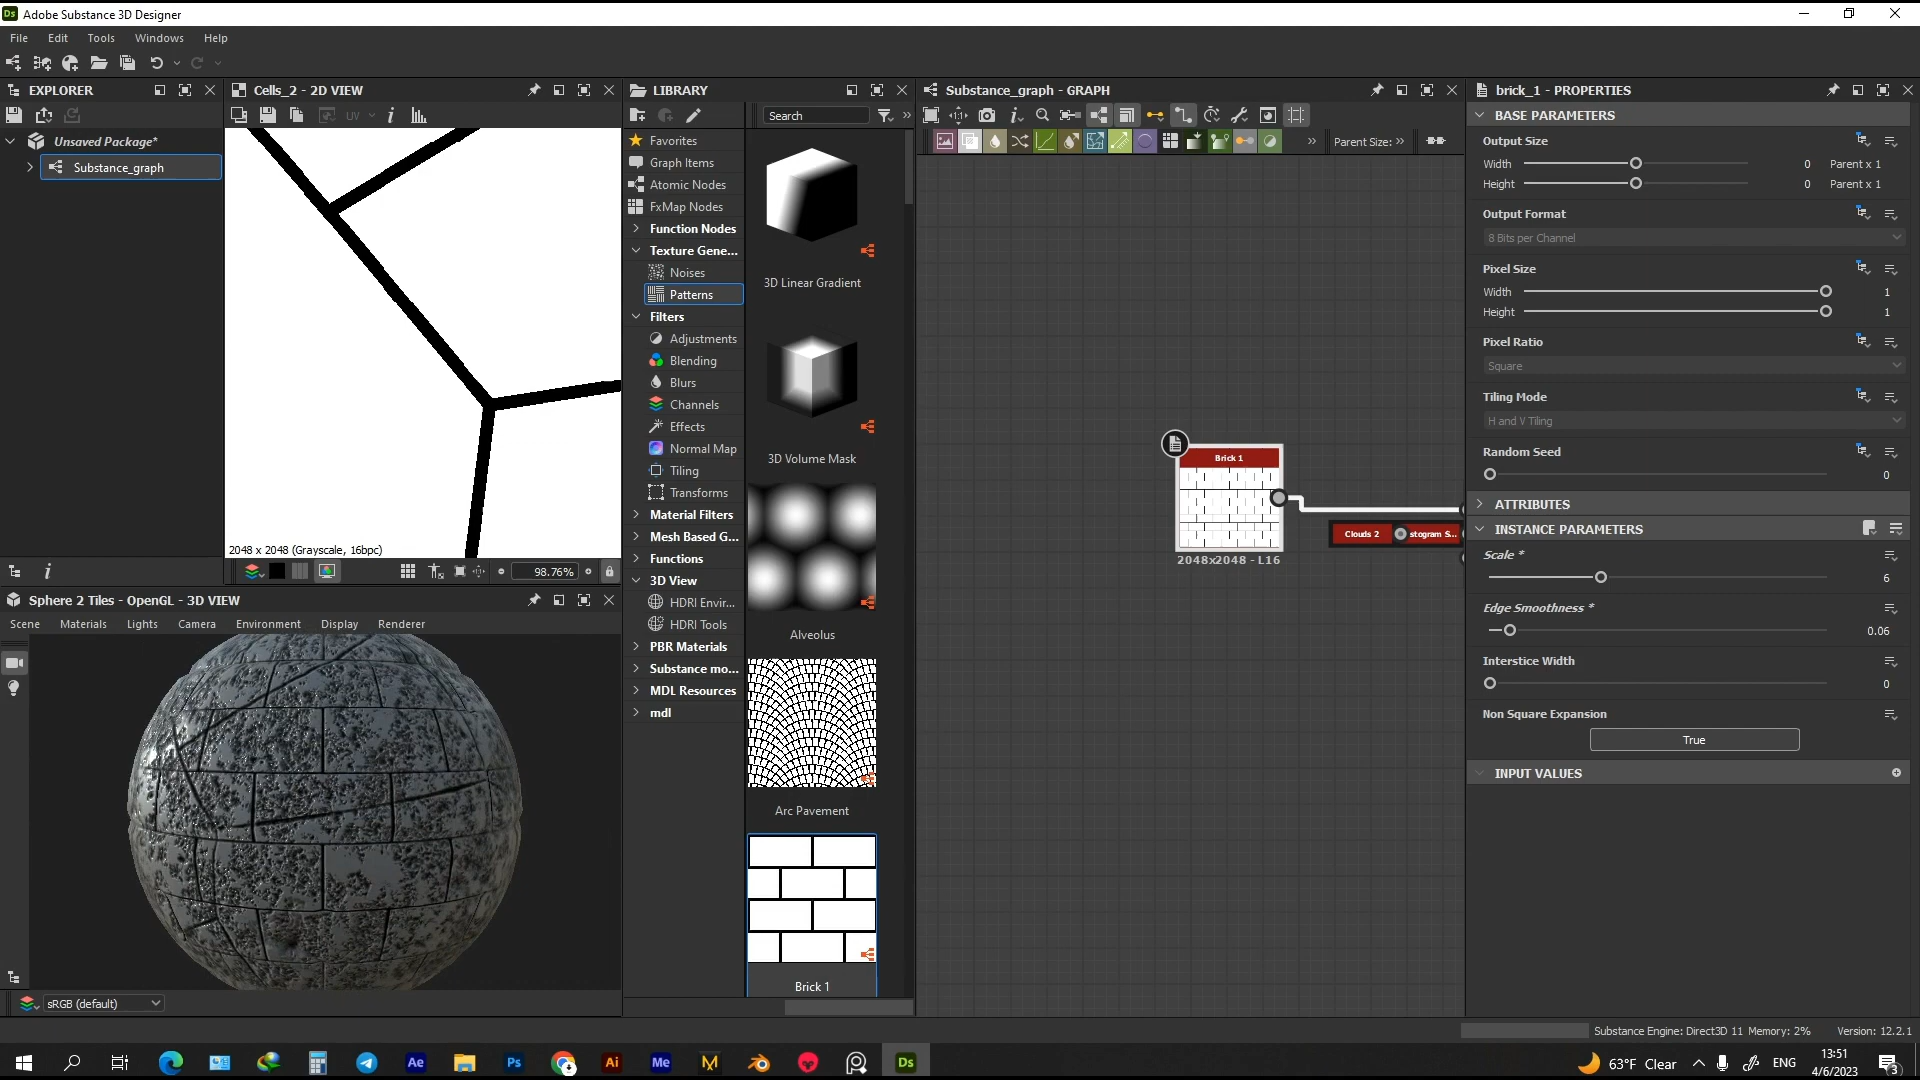 Ds Adobe Substance 3D Designer
File Edit Tools Windows Help
EXPLORER
Unsaved Package*
Substance_graph
Cells_2 - 2D VIEW
UV
2048 x 2048 (Grayscale, 16bpc)
98.76%
Sphere 2 Tiles - OpenGL - 3D VIEW
Scene Materials Lights Camera Environment Display Renderer
sRGB (default)
LIBRARY
Search
Favorites
Graph Items
Atomic Nodes
FxMap Nodes
Function Nodes
Texture Gene...
Noises
Patterns
Filters
Adjustments
Blending
Blurs
Channels
Effects
Normal Map
Tiling
Transforms
Material Filters
Mesh Based G...
Functions
3D View
HDRI Envir...
HDRI Tools
PBR Materials
Substance mo...
MDL Resources
mdl
3D Linear Gradient
3D Volume Mask
Alveolus
Arc Pavement
Brick 1
Substance_graph - GRAPH
Parent Size:
Brick 1
2048x2048 - L16
Clouds 2
stogram S...
brick_1 - PROPERTIES
BASE PARAMETERS
Output Size
Width 0 Parent x 1
Height 0 Parent x 1
Output Format
8 Bits per Channel
Pixel Size
Width 1
Height 1
Pixel Ratio
Square
Tiling Mode
H and V Tiling
Random Seed
0
ATTRIBUTES
INSTANCE PARAMETERS
Scale *
6
Edge Smoothness *
0.06
Interstice Width
0
Non Square Expansion
True
INPUT VALUES
Substance Engine: Direct3D 11 Memory: 2% Version: 12.2.1
Ae Ps Ai Me Ds
63°F Clear
ENG
13:51
4/6/2023
3